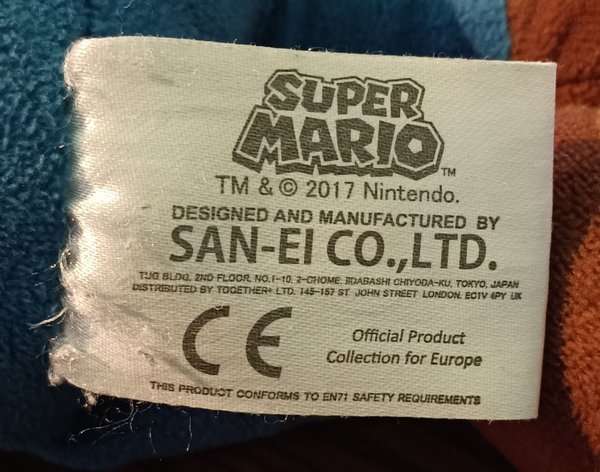 SUPER
MARIO™
TM & © 2017 Nintendo.
DESIGNED AND MANUFACTURED BY
SAN-EI CO.,LTD.
TUG BLDG. 2ND FLOOR, NO.1-10, 2-CHOME, IIDABASHI CHIYODA-KU, TOKYO, JAPAN
DISTRIBUTED BY TOGETHER+ LTD. 145-157 ST JOHN STREET LONDON. EC1V 4PY UK
CE
Official Product
Collection for Europe
THIS PRODUCT CONFORMS TO EN71 SAFETY REQUIREMENTS